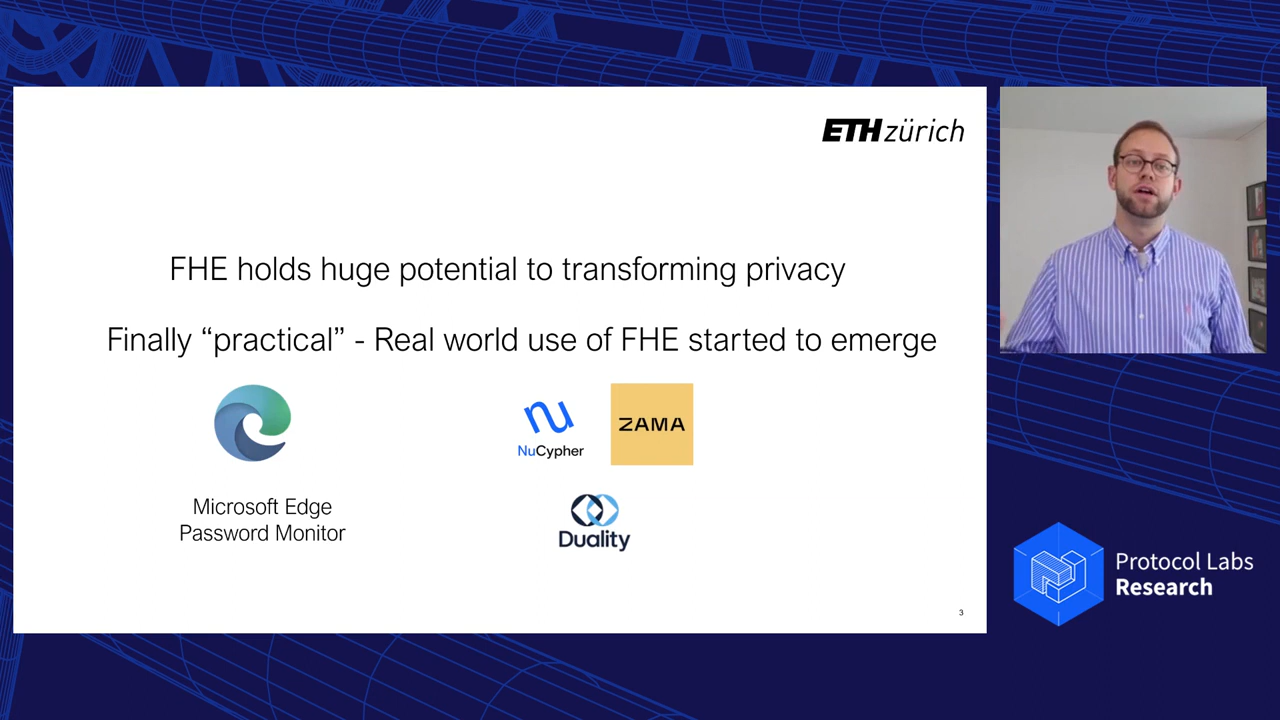 ETH zürich
FHE holds huge potential to transforming privacy
Finally “practical” - Real world use of FHE started to emerge
NuCypher
ZAMA
Microsoft Edge
Password Monitor
Duality
3
Protocol Labs
Research